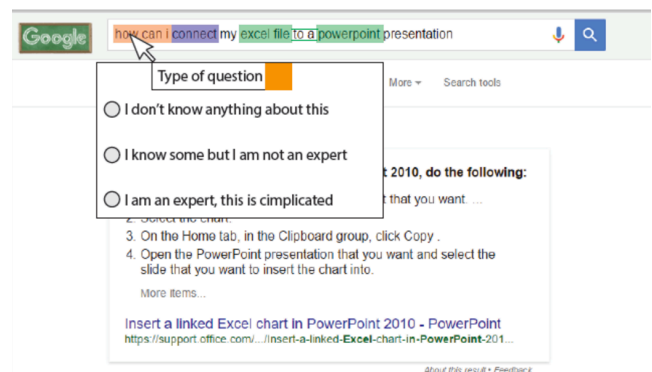 Google
how can i connect my excel file to a powerpoint presentation
Type of question
More Search tools
I don't know anything about this
I know some but I am not an expert
t 2010, do the following:
I am an expert, this is cimplicated
t that you want. ...
2. Select the chart.
3. On the Home tab, in the Clipboard group, click Copy .
4. Open the PowerPoint presentation that you want and select the
slide that you want to insert the chart into.
More items...
Insert a linked Excel chart in PowerPoint 2010 - PowerPoint
https://support.office.com/.../Insert-a-linked-Excel-chart-in-PowerPoint-201...
About this result • Feedback